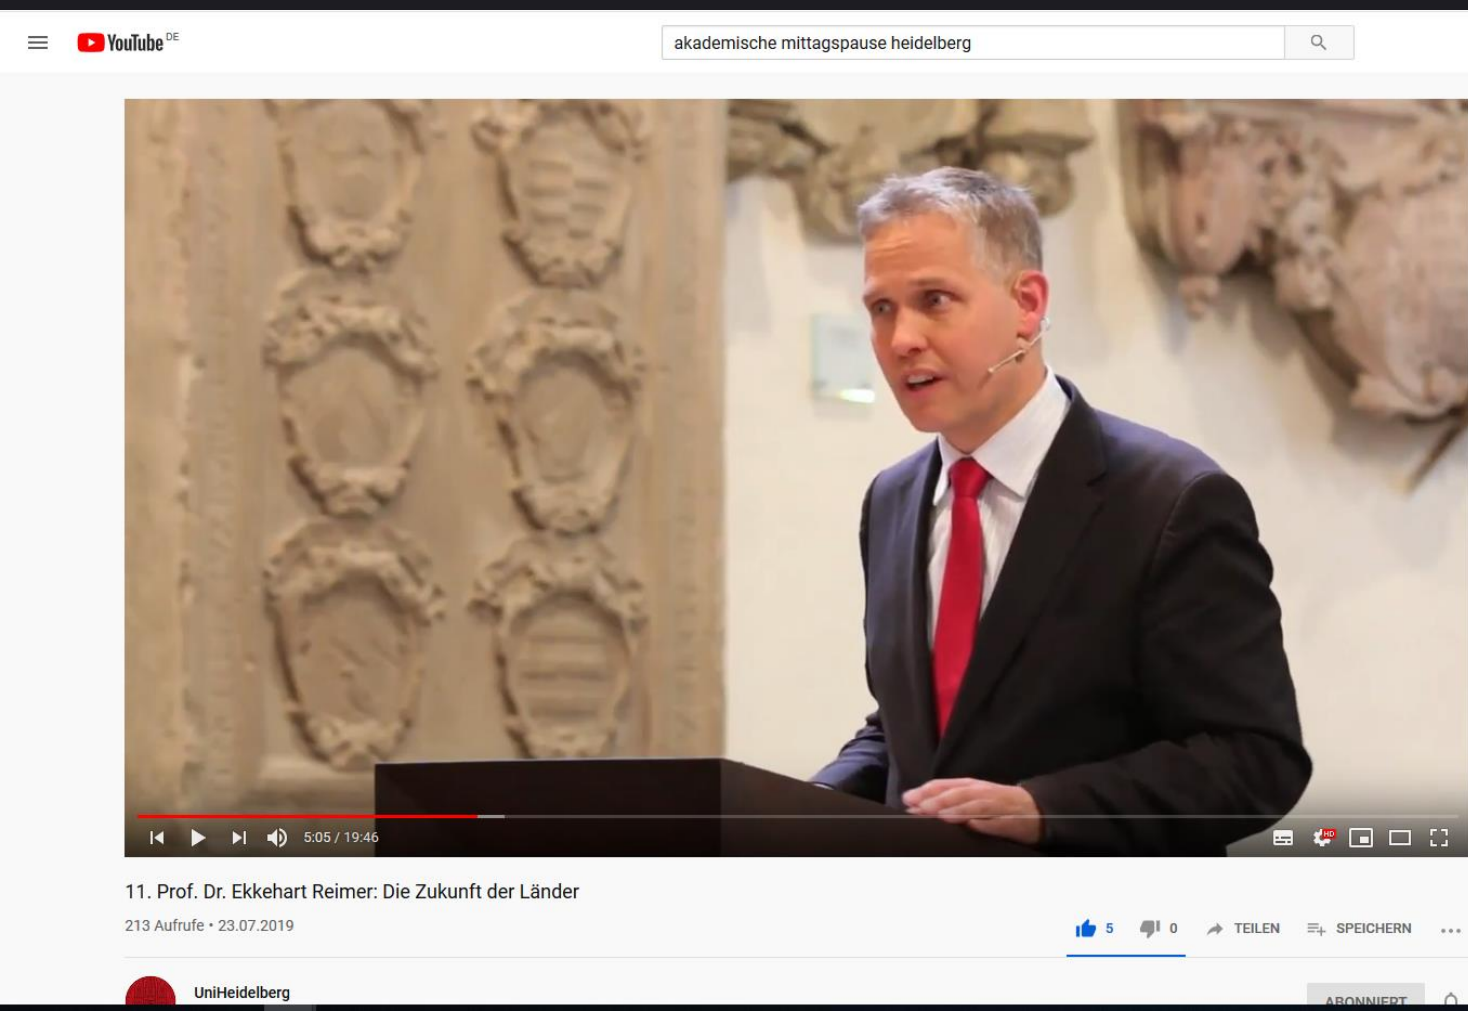 YouTube DE
akademische mittagspause heidelberg
5:05 / 19:46
HD
11. Prof. Dr. Ekkehart Reimer: Die Zukunft der Länder
213 Aufrufe • 23.07.2019
5 0 TEILEN SPEICHERN
UniHeidelberg
ABONNIERT